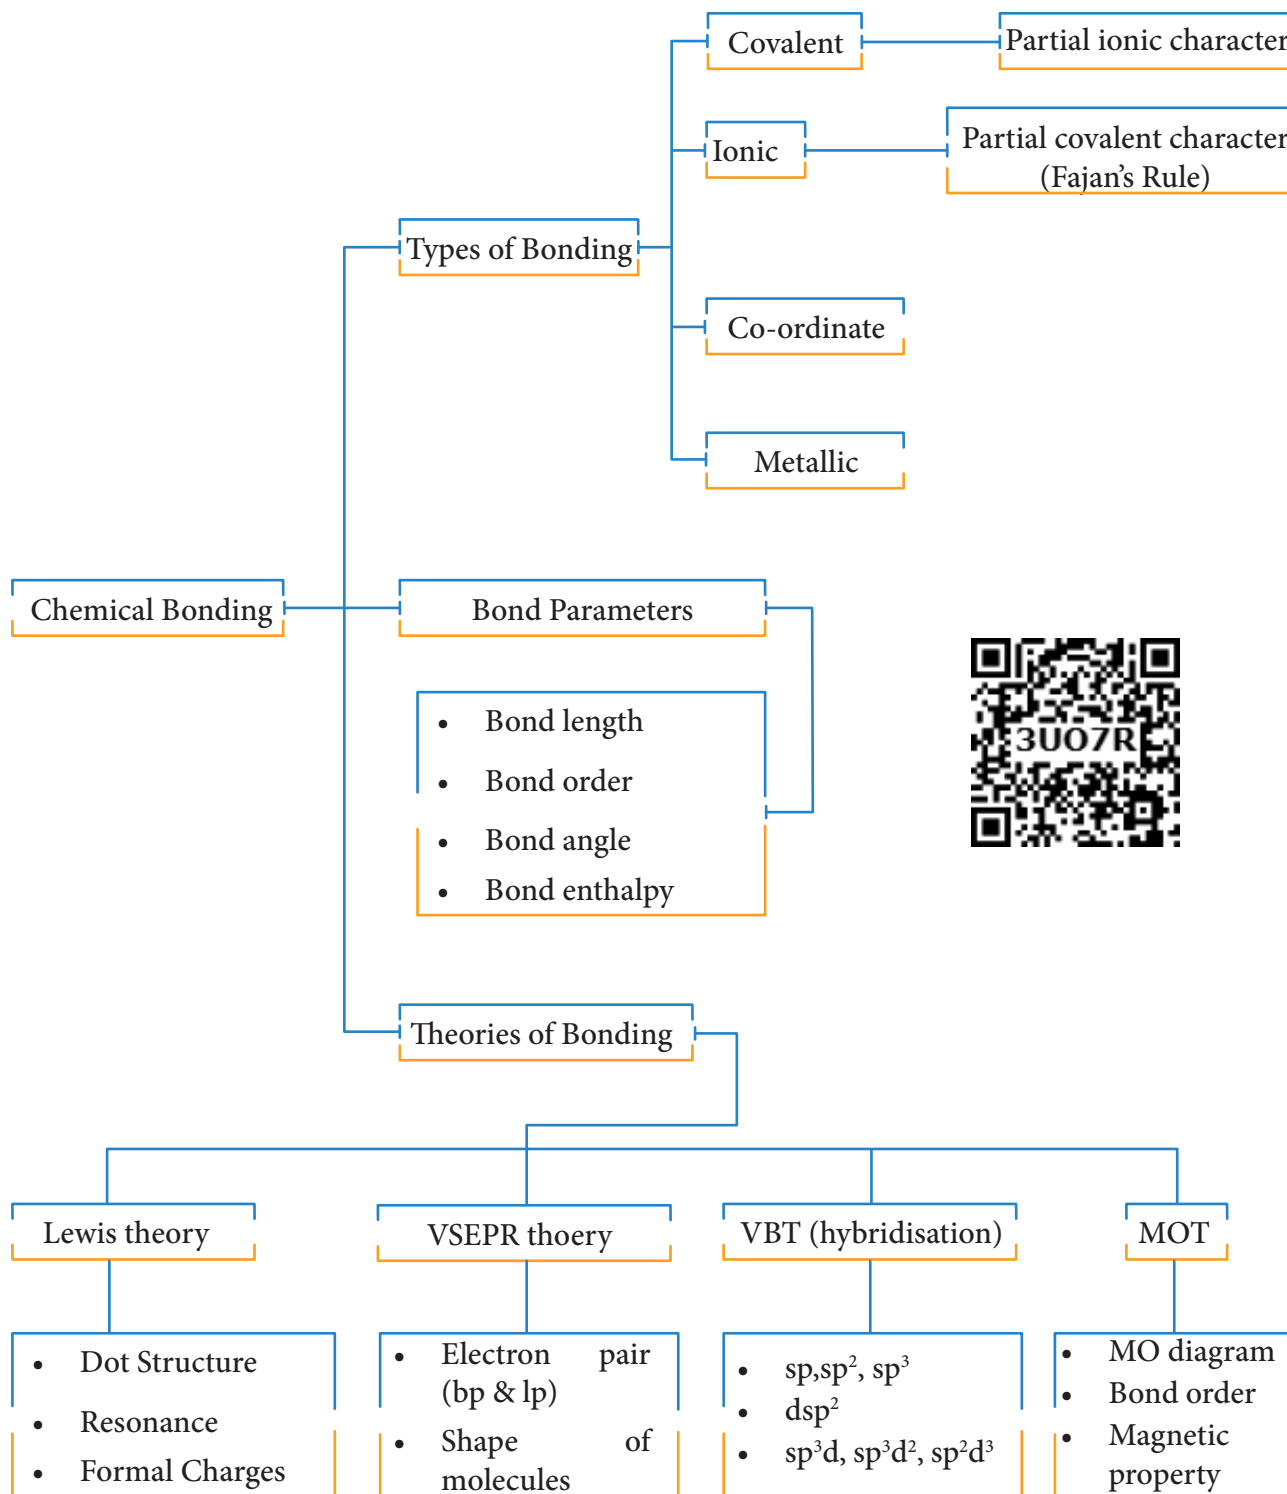 Covalent
Partial ionic character
Ionic
Partial covalent character
(Fajan's Rule)
Types of Bonding
Co-ordinate
Metallic
Chemical Bonding
Bond Parameters
• Bond length
• Bond order
• Bond angle
• Bond enthalpy
3UO7R
Theories of Bonding
Lewis theory
• Dot Structure
• Resonance
• Formal Charges
VSEPR thoery
• Electron pair
(bp & lp)
• Shape of
molecules
VBT (hybridisation)
• sp,sp², sp³
• dsp²
• sp³d, sp³d², sp²d³
MOT
• MO diagram
• Bond order
• Magnetic
property